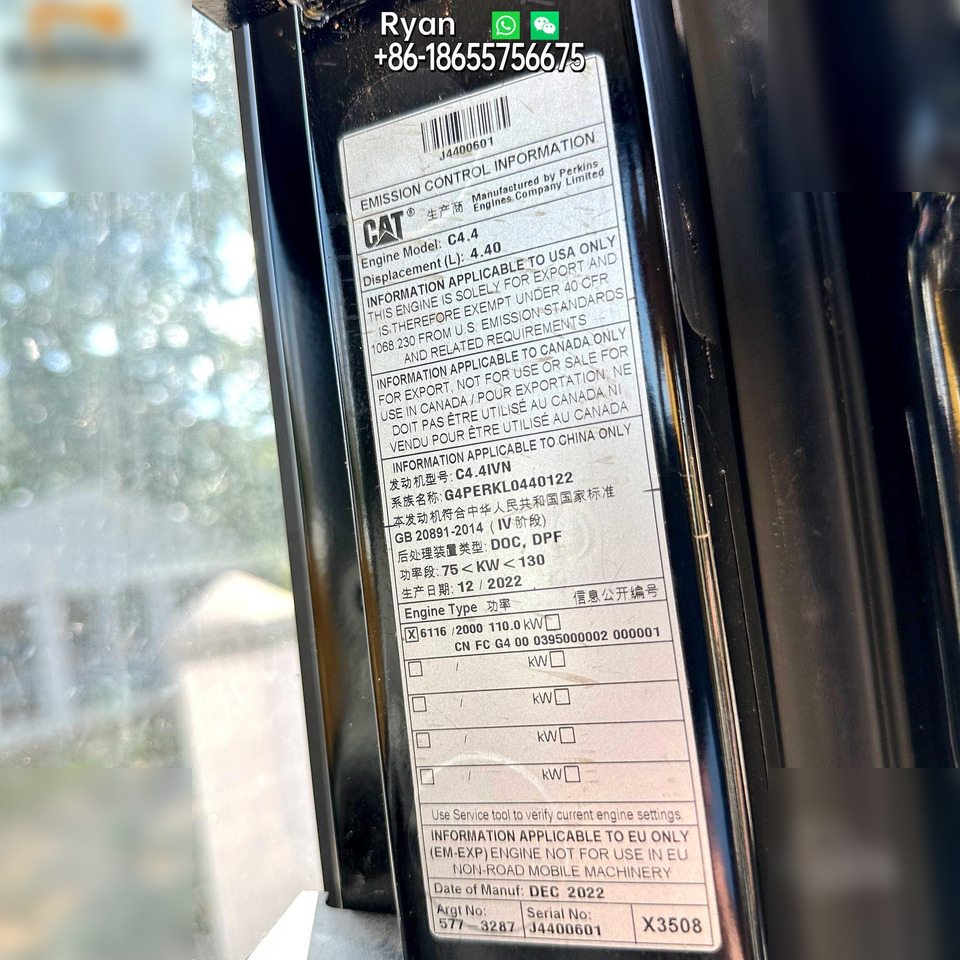 Ryan
+86-18655756675
J4400601
EMISSION CONTROL INFORMATION
CAT® 生产商 Manufactured by Perkins
Engines Company Limited
Engine Model: C4.4
Displacement (L): 4.40
INFORMATION APPLICABLE TO USA ONLY
THIS ENGINE IS SOLELY FOR EXPORT AND
IS THEREFORE EXEMPT UNDER 40 CFR
1068.230 FROM U.S. EMISSION STANDARDS
AND RELATED REQUIREMENTS
INFORMATION APPLICABLE TO CANADA ONLY
FOR EXPORT, NOT FOR USE OR SALE FOR
USE IN CANADA / POUR EXPORTATION, NE
DOIT PAS ÊTRE UTILISÉ AU CANADA NI
VENDU POUR ÊTRE UTILISÉ AU CANADA
INFORMATION APPLICABLE TO CHINA ONLY
发动机型号: C4.4IVN
系族名称: G4PERKL0440122
本发动机符合中华人民共和国国家标准
GB 20891-2014 ( IV 阶段)
后处理装置类型: DOC, DPF
功率段: 75 < KW < 130
生产日期: 12 / 2022
Engine Type 功率 信息公开编号
X 6116 / 2000 110.0 kW
CN FC G4 00 0395000002 000001
/ kW
/ kW
/ kW
/ kW
Use Service tool to verify current engine settings.
INFORMATION APPLICABLE TO EU ONLY
(EM-EXP) ENGINE NOT FOR USE IN EU
NON-ROAD MOBILE MACHINERY
Date of Manuf: DEC 2022
Argt No: Serial No:
577-3287 J4400601 X3508